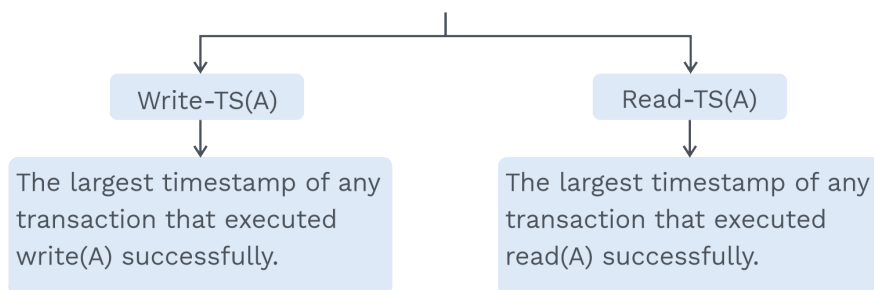 Write-TS(A)
Read-TS(A)
The largest timestamp of any
transaction that executed
write(A) successfully.
The largest timestamp of any
transaction that executed
read(A) successfully.